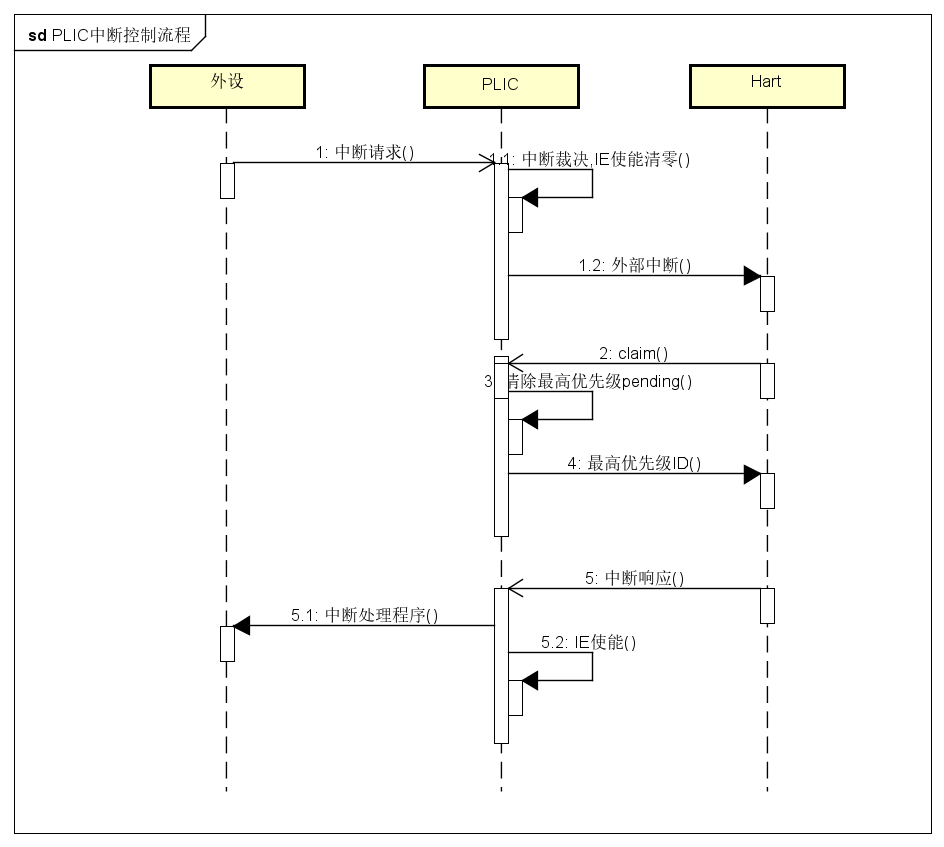 sd PLIC中断控制流程
外设
PLIC
Hart
1: 中断请求()
1.1: 中断裁决,IE使能清零()
1.2: 外部中断()
2: claim()
3: 清除最高优先级pending()
4: 最高优先级ID()
5: 中断响应()
5.1: 中断处理程序()
5.2: IE使能()